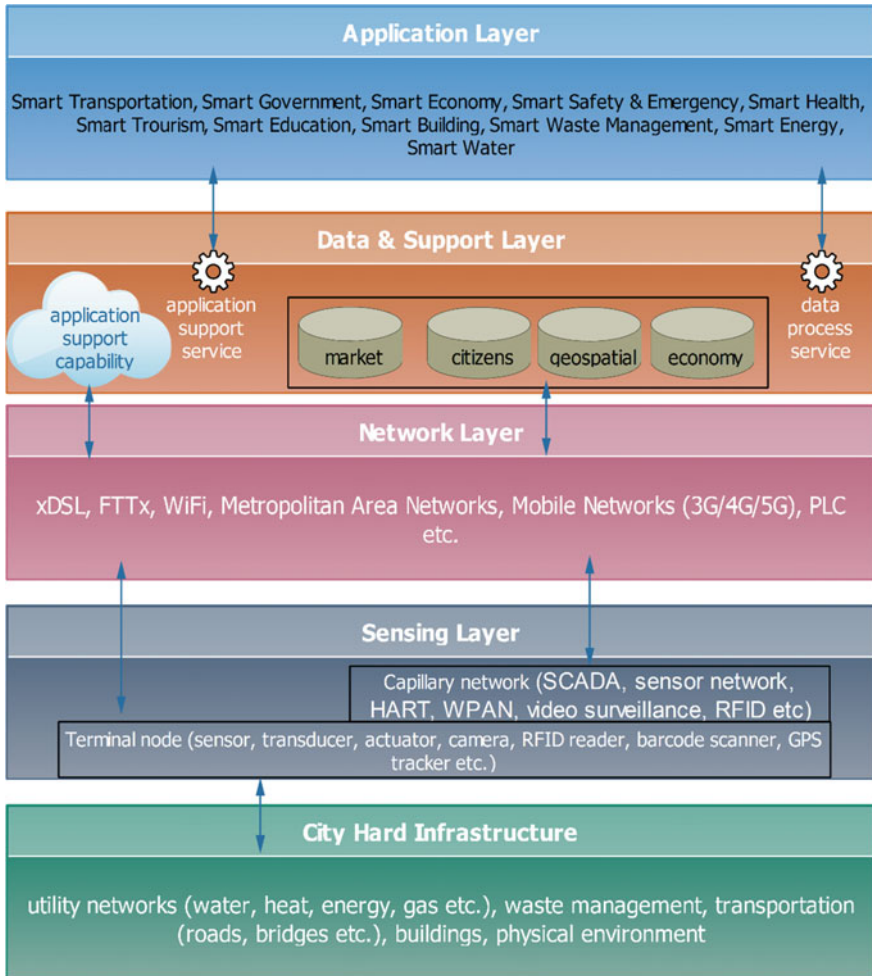 Application Layer
Smart Transportation, Smart Government, Smart Economy, Smart Safety & Emergency, Smart Health,
Smart Trourism, Smart Education, Smart Building, Smart Waste Management, Smart Energy,
Smart Water
Data & Support Layer
application
support
capability
application
support
service
market
citizens
qeospatial
economy
data
process
service
Network Layer
xDSL, FTTx, WiFi, Metropolitan Area Networks, Mobile Networks (3G/4G/5G), PLC
etc.
Sensing Layer
Capillary network (SCADA, sensor network,
HART, WPAN, video surveillance, RFID etc)
Terminal node (sensor, transducer, actuator, camera, RFID reader, barcode scanner, GPS
tracker etc.)
City Hard Infrastructure
utility networks (water, heat, energy, gas etc.), waste management, transportation
(roads, bridges etc.), buildings, physical environment